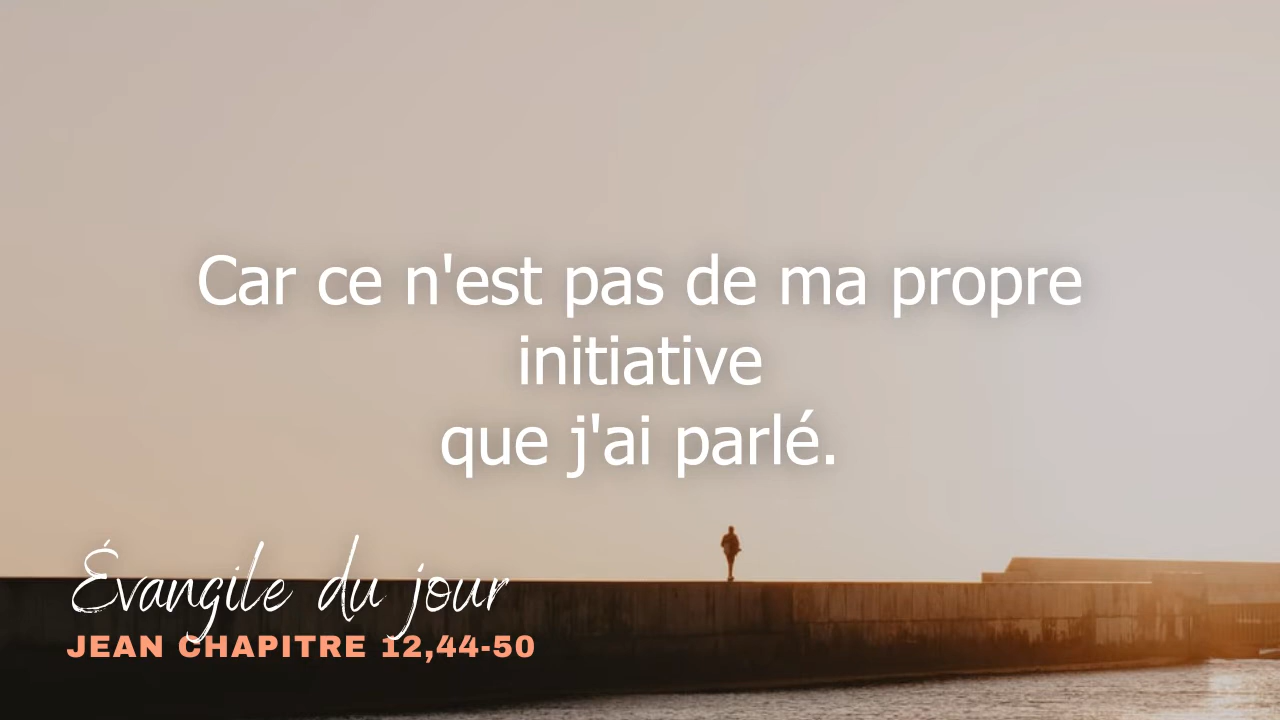 Car ce n'est pas de ma propre
initiative
que j'ai parlé.
Évangile du jour
JEAN CHAPITRE 12,44-50